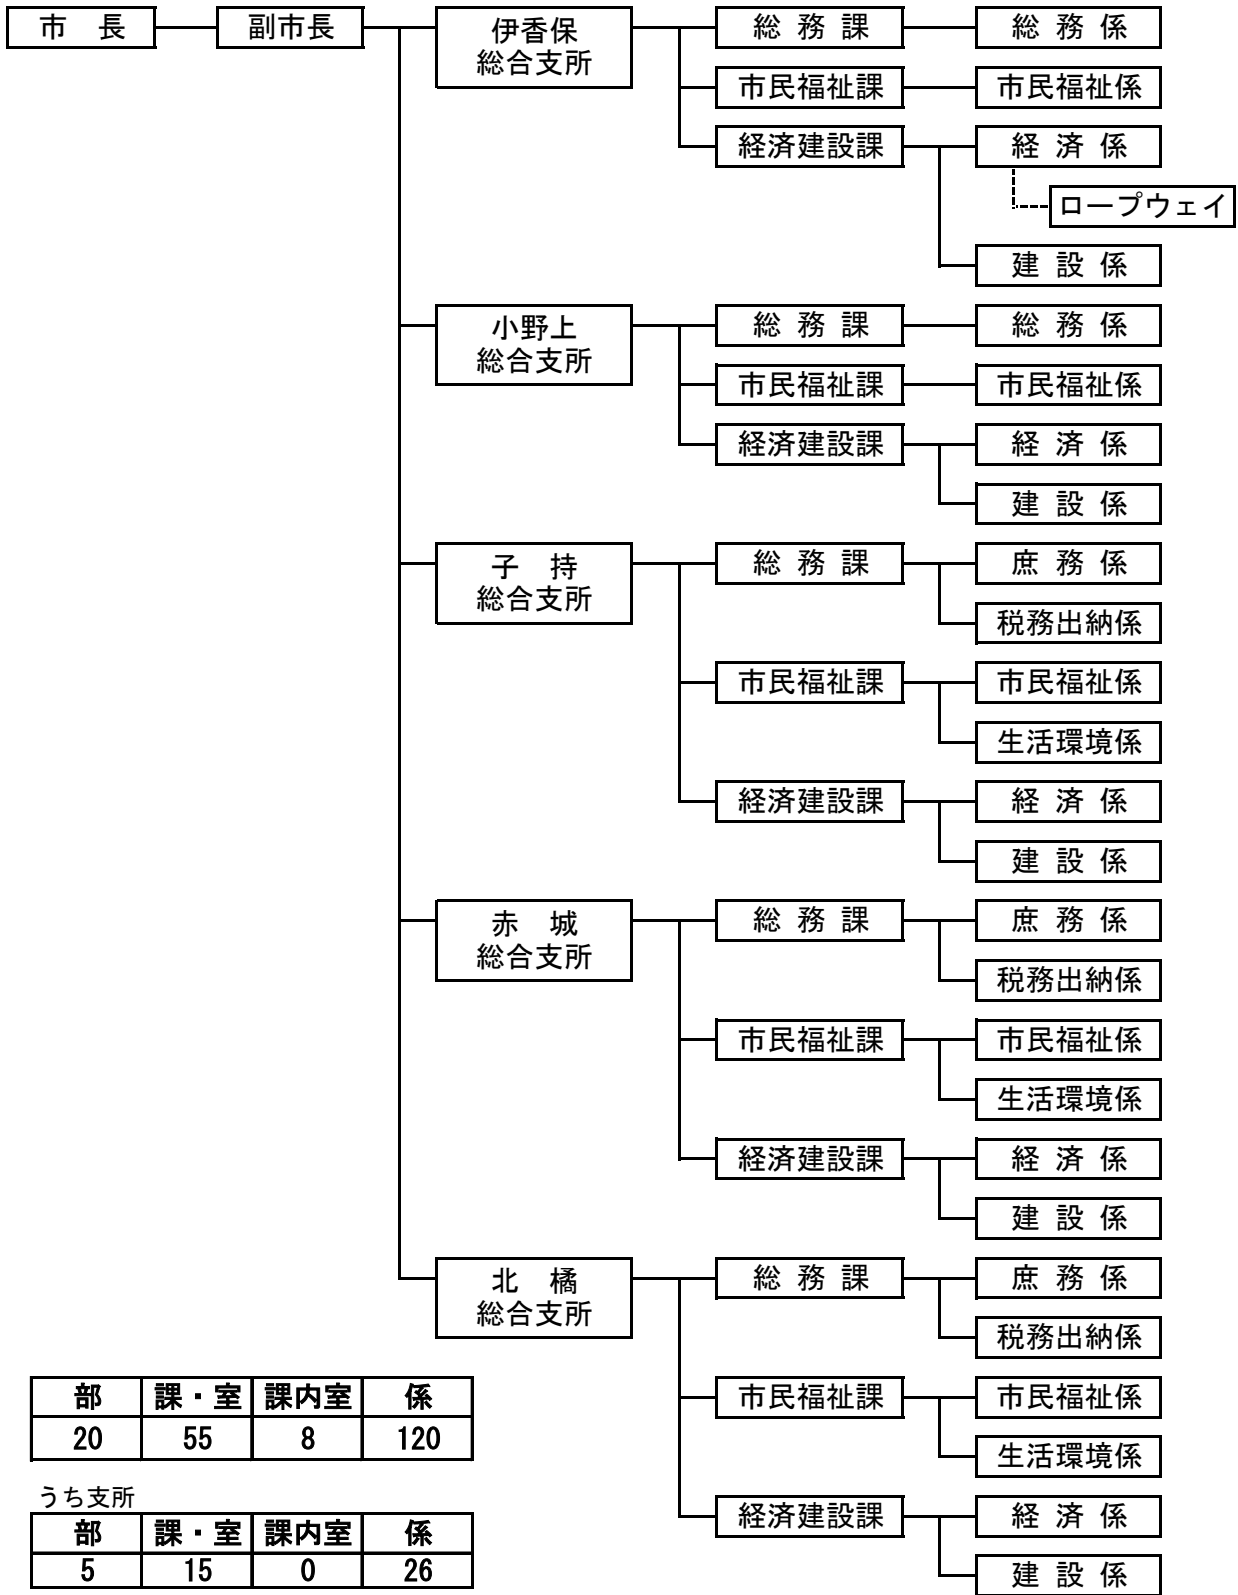 市　長
副市長
伊香保
総合支所
総 務 課
総 務 係
市民福祉課
市民福祉係
経済建設課
経 済 係
ロープウェイ
建 設 係
小野上
総合支所
総 務 課
総 務 係
市民福祉課
市民福祉係
経済建設課
経 済 係
建 設 係
子　持
総合支所
総 務 課
庶 務 係
税務出納係
市民福祉課
市民福祉係
生活環境係
経済建設課
経 済 係
建 設 係
赤　城
総合支所
総 務 課
庶 務 係
税務出納係
市民福祉課
市民福祉係
生活環境係
経済建設課
経 済 係
建 設 係
北　橘
総合支所
総 務 課
庶 務 係
税務出納係
市民福祉課
市民福祉係
生活環境係
経済建設課
経 済 係
建 設 係
部 課・室 課内室 係
20 55 8 120
うち支所
部 課・室 課内室 係
5 15 0 26